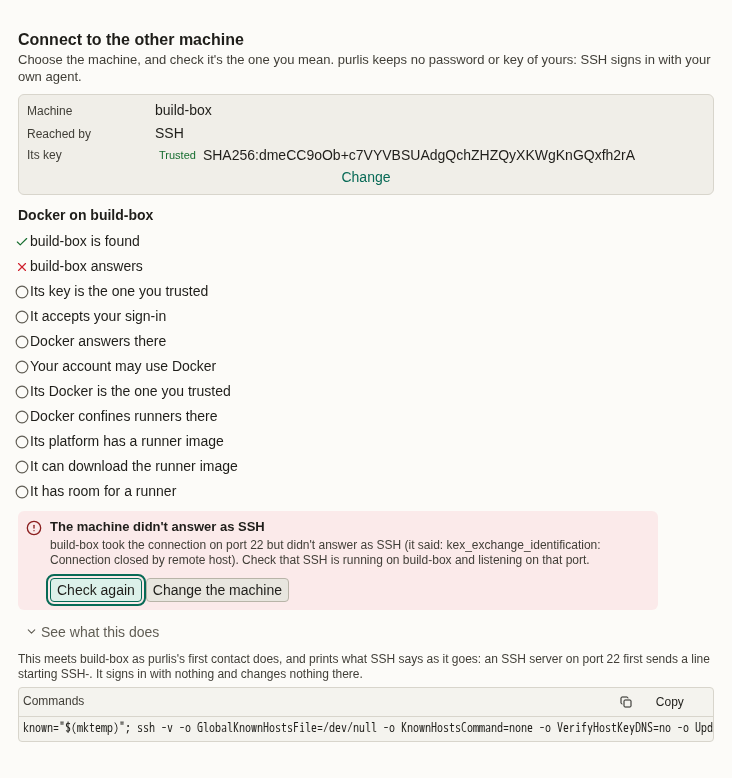 Connect to the other machine
Choose the machine, and check it's the one you mean. purlis keeps no password or key of yours: SSH signs in with your
own agent.
Machine build-box
Reached by SSH
Its key Trusted SHA256:dmeCC9oOb+c7VYVBSUAdgQchZHZQyXKWgKnGQxfh2rA
Change
Docker on build-box
build-box is found
build-box answers
Its key is the one you trusted
It accepts your sign-in
Docker answers there
Your account may use Docker
Its Docker is the one you trusted
Docker confines runners there
Its platform has a runner image
It can download the runner image
It has room for a runner
The machine didn't answer as SSH
build-box took the connection on port 22 but didn't answer as SSH (it said: kex_exchange_identification:
Connection closed by remote host). Check that SSH is running on build-box and listening on that port.
Check again Change the machine
See what this does
This meets build-box as purlis's first contact does, and prints what SSH says as it goes: an SSH server on port 22 first sends a line
starting SSH-. It signs in with nothing and changes nothing there.
Commands Copy
known="$(mktemp)"; ssh -v -o GlobalKnownHostsFile=/dev/null -o KnownHostsCommand=none -o VerifyHostKeyDNS=no -o Upd